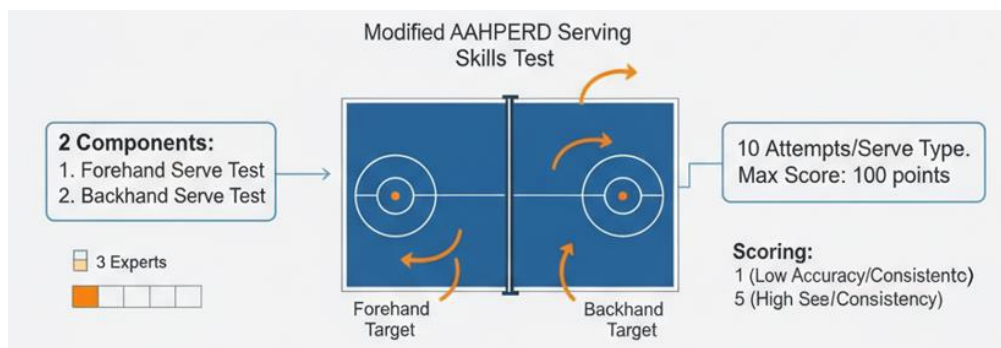 Modified AAHPERD Serving
Skills Test
2 Components:
1. Forehand Serve Test
2. Backhand Serve Test
3 Experts
Forehand
Target
Backhand
Target
10 Attempts/Serve Type.
Max Score: 100 points
Scoring:
1 (Low Accuracy/Consistentc)
5 (High See/Consistency)